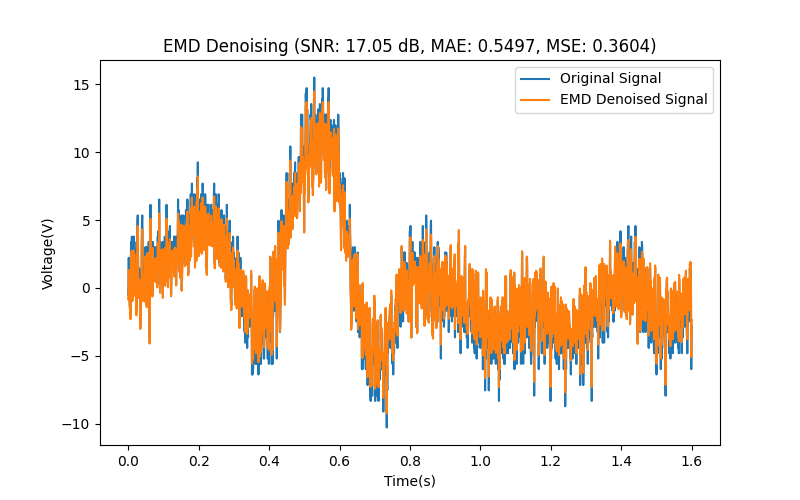 EMD Denoising (SNR: 17.05 dB, MAE: 0.5497, MSE: 0.3604)
Original Signal
EMD Denoised Signal
Voltage(V)
15
10
5
0
−5
−10
0.0 0.2 0.4 0.6 0.8 1.0 1.2 1.4 1.6
Time(s)